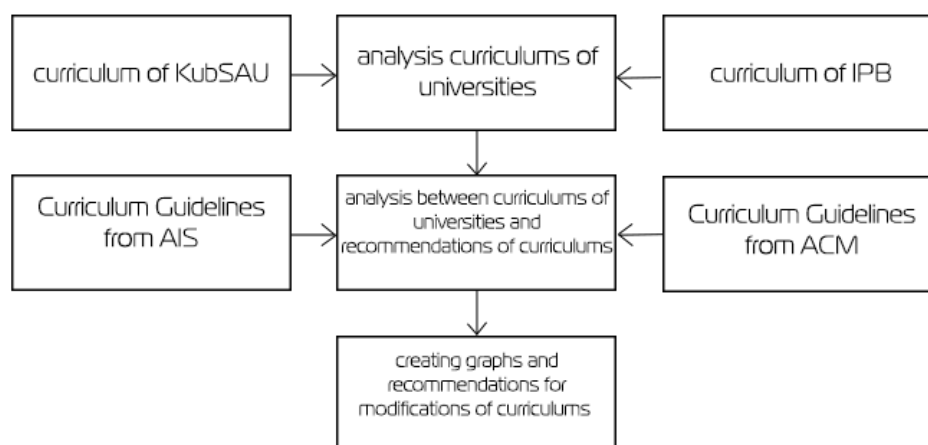 curriculum of KubSAU
analysis curriculums of
universities
curriculum of IPB
Curriculum Guidelines
from AIS
analysis between curriculums of
universities and
recommendations of curriculums
Curriculum Guidelines
from ACM
creating graphs and
recommendations for
modifications of curriculums